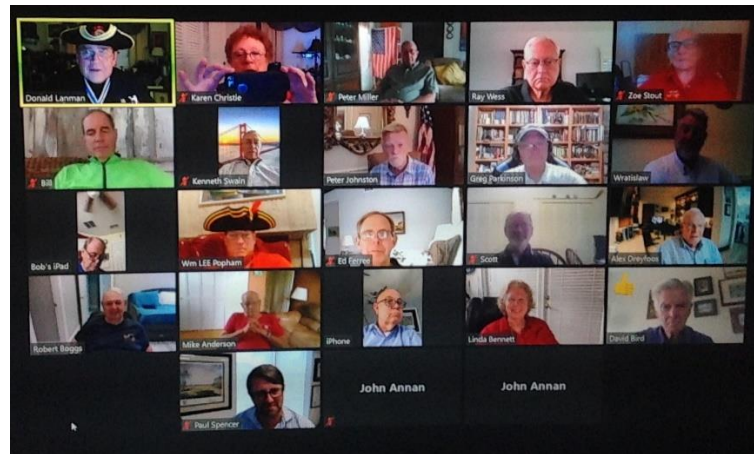 Donald Lanman
Karen Christie
Peter Miller
Ray Wess
Zoe Stout
Bill
Kenneth Swain
Peter Johnston
Greg Parkinson
Wratislaw
Bob's iPad
Wm LEE Popham
Ed Ferree
Scott
Alex Dreyfoos
Robert Baggs
Mike Anderson
iPhone
Linda Bennett
David Bird
Paul Spencer
John Annan
John Annan